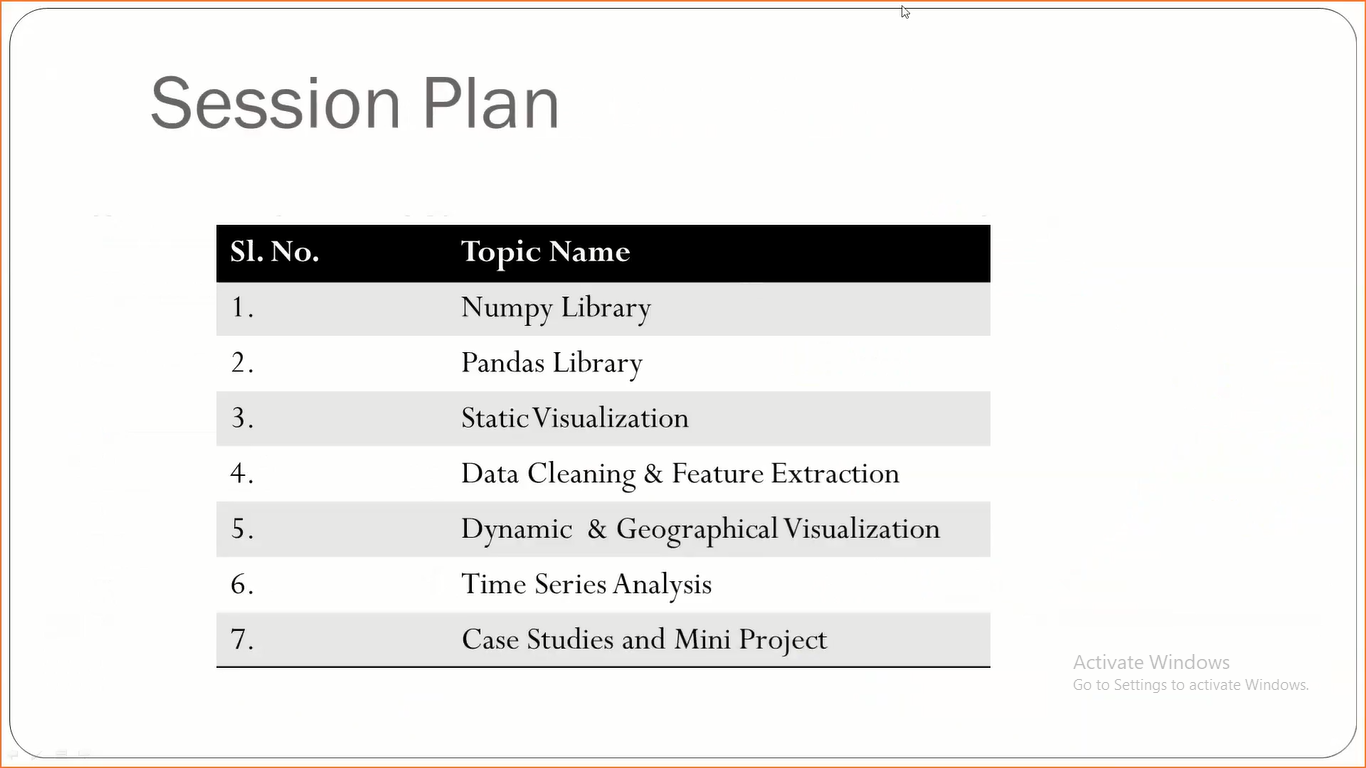 Session Plan
Sl. No. Topic Name
1. Numpy Library
2. Pandas Library
3. Static Visualization
4. Data Cleaning & Feature Extraction
5. Dynamic & Geographical Visualization
6. Time Series Analysis
7. Case Studies and Mini Project
Activate Windows
Go to Settings to activate Windows.